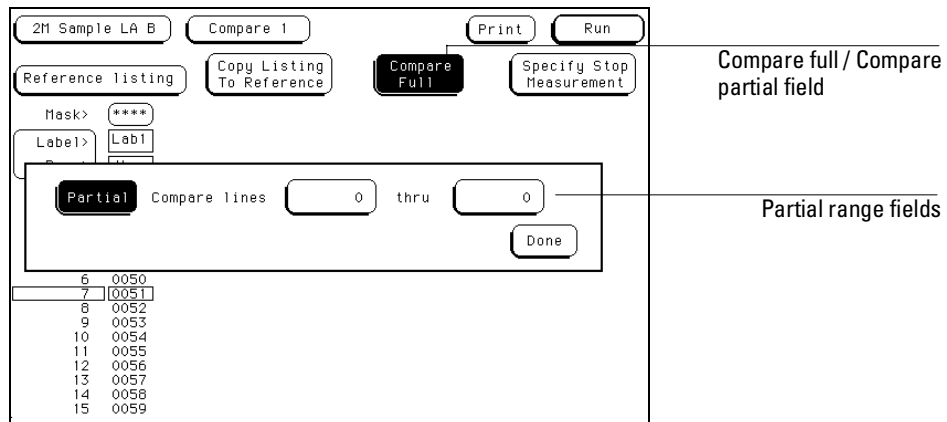 2M Sample LA B Compare 1 Print Run
Reference listing Copy Listing To Reference Compare Full Specify Stop Measurement
Compare full / Compare partial field
Mask> ****
Label> Lab1
Partial Compare lines 0 thru 0
Partial range fields
Done
6 0050
7 0051
8 0052
9 0053
10 0054
11 0055
12 0056
13 0057
14 0058
15 0059